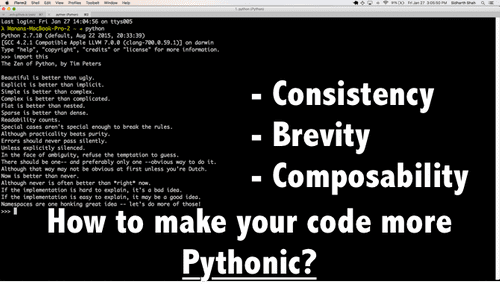 Shell Edit View Profiles Toolbelt Window Help
Fri Jan 27 3:09:53 PM Sidharth Shah
1. python (Python)
Last login: Fri Jan 27 14:04:56 on ttys005
λ Manans-MacBook-Pro-2 ~ → python
Python 2.7.10 (default, Aug 22 2015, 20:33:39)
[GCC 4.2.1 Compatible Apple LLVM 7.0.0 (clang-700.0.59.1)] on darwin
Type "help", "copyright", "credits" or "license" for more information.
>>> import this
The Zen of Python, by Tim Peters
Beautiful is better than ugly.
Explicit is better than implicit.
Simple is better than complex.
Complex is better than complicated.
Flat is better than nested.
Sparse is better than dense.
Readability counts.
Special cases aren't special enough to break the rules.
Although practicality beats purity.
Errors should never pass silently.
Unless explicitly silenced.
In the face of ambiguity, refuse the temptation to guess.
There should be one-- and preferably only one --obvious way to do it.
Although that way may not be obvious at first unless you're Dutch.
Now is better than never.
Although never is often better than *right* now.
If the implementation is hard to explain, it's a bad idea.
If the implementation is easy to explain, it may be a good idea.
Namespaces are one honking great idea -- let's do more of those!
>>>
- Consistency
- Brevity
- Composability
How to make your code more
Pythonic?